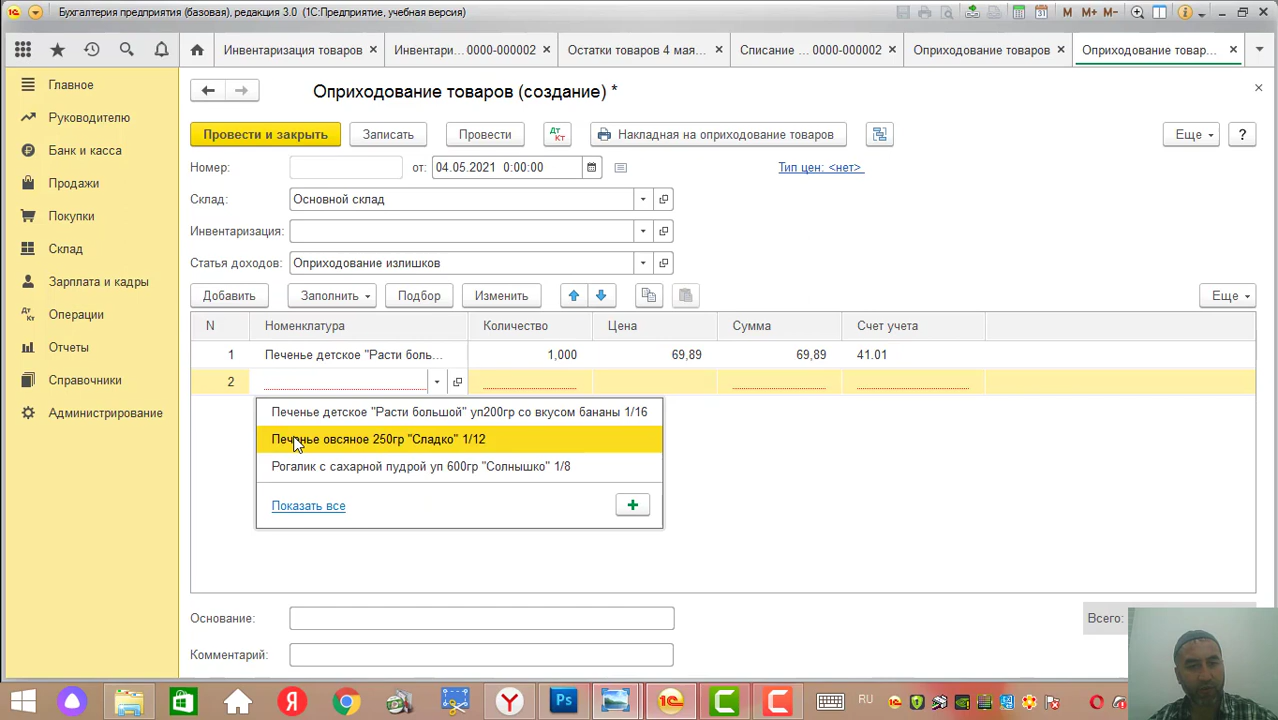 Бухгалтерия предприятия (базовая), редакция 3.0 (1С:Предприятие, учебная версия)
M M+ M-
Инвентаризация товаров
Инвентари... 0000-000002
Остатки товаров 4 мая...
Списание ... 0000-000002
Оприходование товаров
Оприходование товар...
Главное
Руководителю
Банк и касса
Продажи
Покупки
Склад
Зарплата и кадры
Операции
Отчеты
Справочники
Администрирование
Оприходование товаров (создание) *
Провести и закрыть
Записать
Провести
Дт Кт
Накладная на оприходование товаров
Еще
?
Номер:
от:
04.05.2021 0:00:00
Тип цен: <нет>
Склад:
Основной склад
Инвентаризация:
Статья доходов:
Оприходование излишков
Добавить
Заполнить
Подбор
Изменить
Еще
N
Номенклатура
Количество
Цена
Сумма
Счет учета
1
Печенье детское "Расти боль...
1,000
69,89
69,89
41.01
2
Печенье детское "Расти большой" уп200гр со вкусом бананы 1/16
Печенье овсяное 250гр "Сладко" 1/12
Рогалик с сахарной пудрой уп 600гр "Солнышко" 1/8
Показать все
Основание:
Всего:
Комментарий:
RU